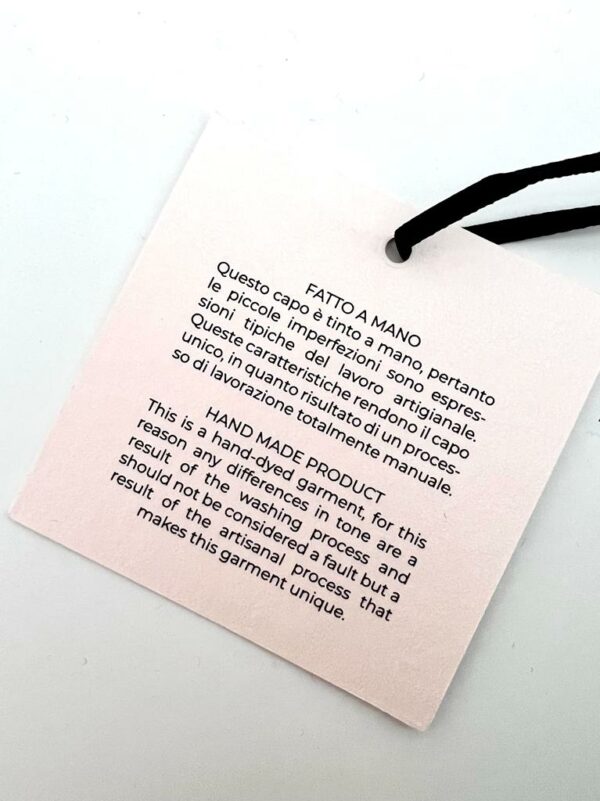 FATTO A MANO
Questo capo è tinto a mano, pertanto
le piccole imperfezioni sono espres-
sioni tipiche del lavoro artigianale.
Queste caratteristiche rendono il capo
unico, in quanto risultato di un proces-
so di lavorazione totalmente manuale.
HAND MADE PRODUCT
This is a hand-dyed garment, for this
reason any differences in tone are a
result of the washing process and
should not be considered a fault but a
result of the artisanal process that
makes this garment unique.